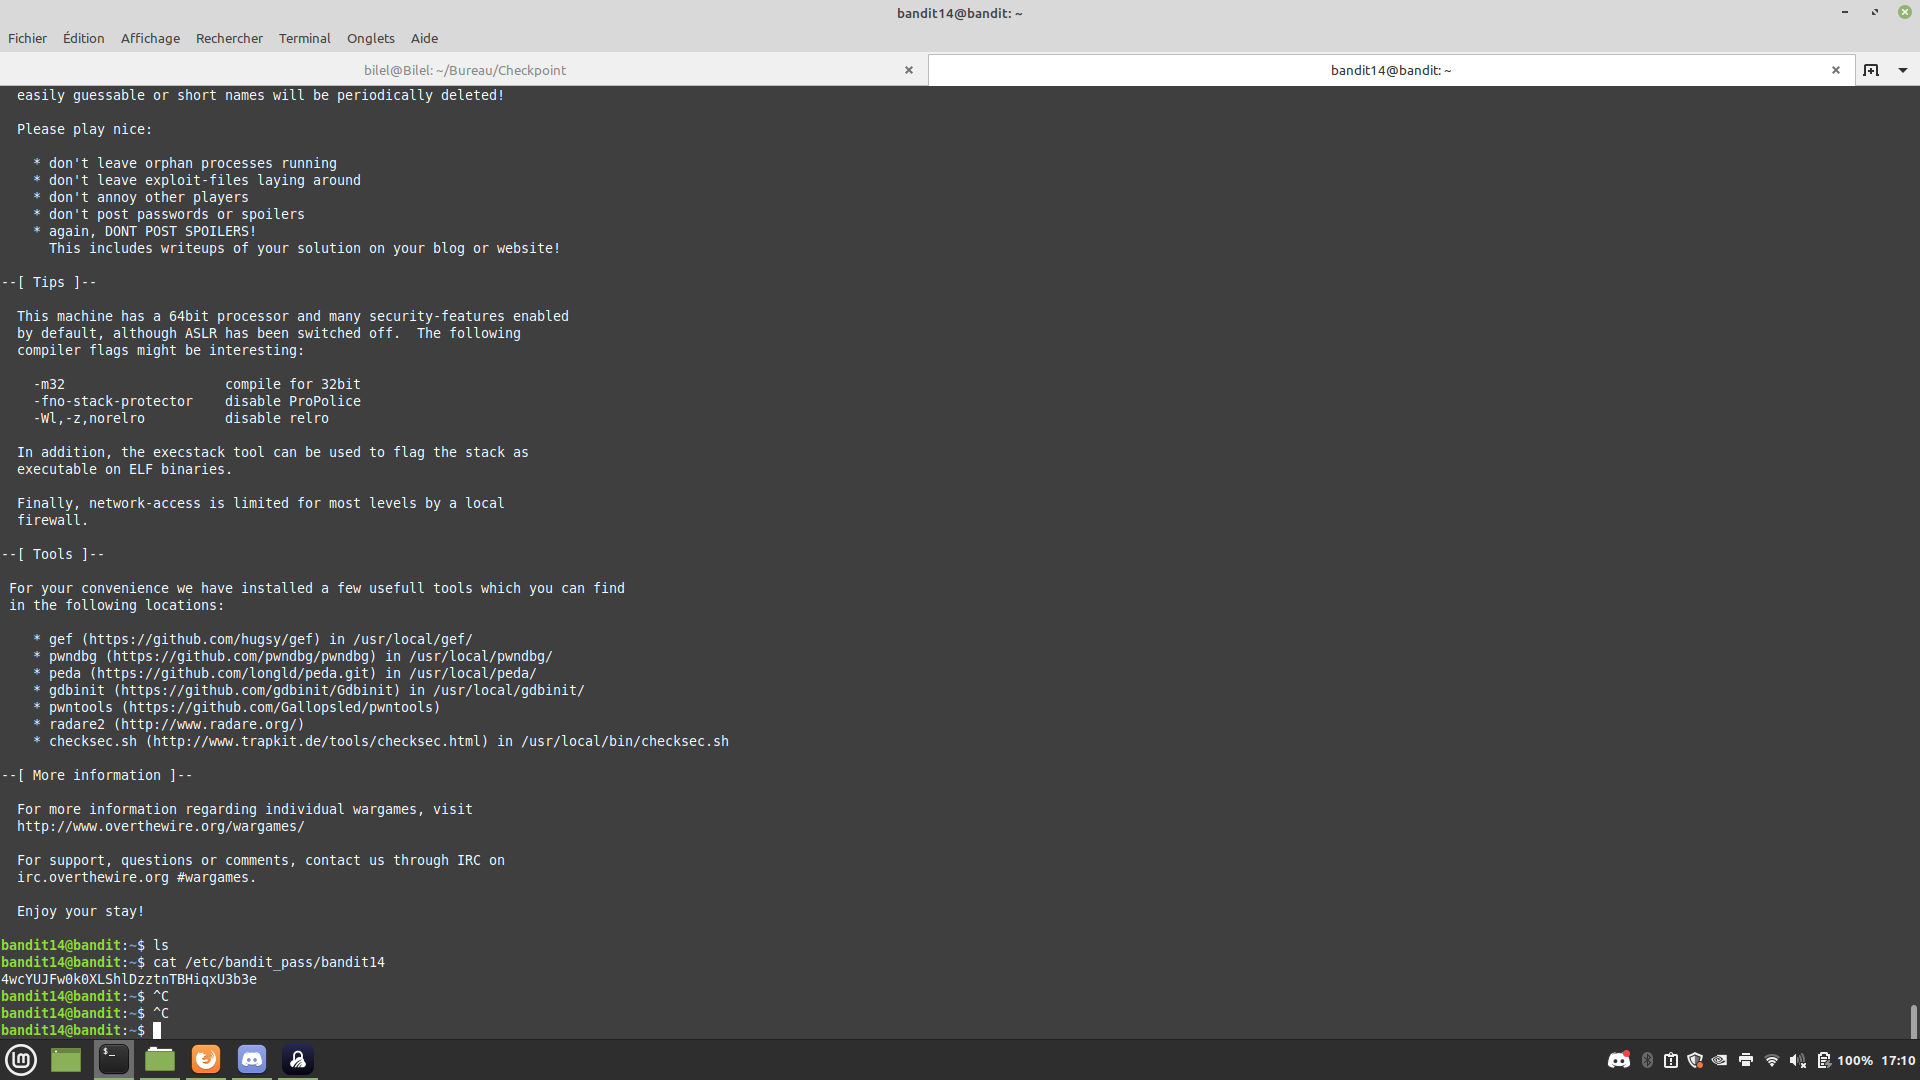 bandit14@bandit: ~
Fichier Édition Affichage Rechercher Terminal Onglets Aide
bilel@Bilel: ~/Bureau/Checkpoint
bandit14@bandit: ~
easily guessable or short names will be periodically deleted!
Please play nice:
* don't leave orphan processes running
* don't leave exploit-files laying around
* don't annoy other players
* don't post passwords or spoilers
* again, DONT POST SPOILERS!
This includes writeups of your solution on your blog or website!
--[ Tips ]--
This machine has a 64bit processor and many security-features enabled
by default, although ASLR has been switched off.  The following
compiler flags might be interesting:
-m32                    compile for 32bit
-fno-stack-protector    disable ProPolice
-Wl,-z,norelro          disable relro
In addition, the execstack tool can be used to flag the stack as
executable on ELF binaries.
Finally, network-access is limited for most levels by a local
firewall.
--[ Tools ]--
For your convenience we have installed a few usefull tools which you can find
in the following locations:
* gef (https://github.com/hugsy/gef) in /usr/local/gef/
* pwndbg (https://github.com/pwndbg/pwndbg) in /usr/local/pwndbg/
* peda (https://github.com/longld/peda.git) in /usr/local/peda/
* gdbinit (https://github.com/gdbinit/Gdbinit) in /usr/local/gdbinit/
* pwntools (https://github.com/Gallopsled/pwntools)
* radare2 (http://www.radare.org/)
* checksec.sh (http://www.trapkit.de/tools/checksec.html) in /usr/local/bin/checksec.sh
--[ More information ]--
For more information regarding individual wargames, visit
http://www.overthewire.org/wargames/
For support, questions or comments, contact us through IRC on
irc.overthewire.org #wargames.
Enjoy your stay!
bandit14@bandit:~$ ls
bandit14@bandit:~$ cat /etc/bandit_pass/bandit14
4wcYUJFw0k0XLShlDzztnTBHiqxU3b3e
bandit14@bandit:~$ ^C
bandit14@bandit:~$ ^C
bandit14@bandit:~$
100% 17:10